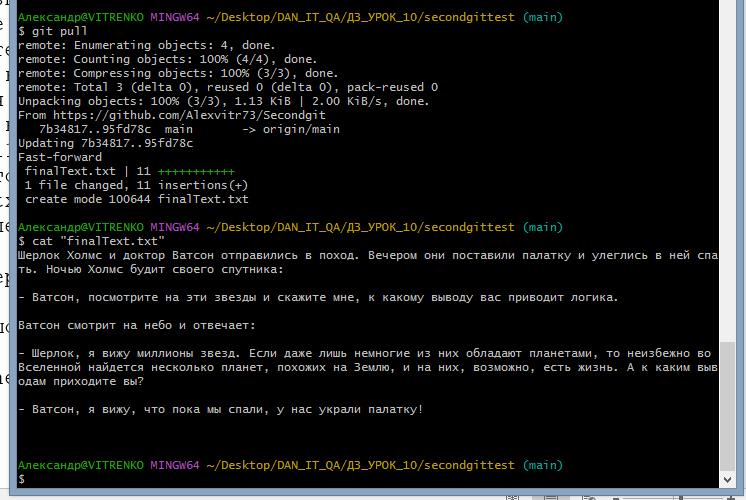 Александр@VITRENKO MINGW64 ~/Desktop/DAN_IT_QA/ДЗ_УРОК_10/secondgittest (main)
$ git pull
remote: Enumerating objects: 4, done.
remote: Counting objects: 100% (4/4), done.
remote: Compressing objects: 100% (3/3), done.
remote: Total 3 (delta 0), reused 0 (delta 0), pack-reused 0
Unpacking objects: 100% (3/3), 1.13 KiB | 2.00 KiB/s, done.
From https://github.com/Alexvitr73/Secondgit
   7b34817..95fd78c  main       -> origin/main
Updating 7b34817..95fd78c
Fast-forward
 finalText.txt | 11 +++++++++++
 1 file changed, 11 insertions(+)
 create mode 100644 finalText.txt
Александр@VITRENKO MINGW64 ~/Desktop/DAN_IT_QA/ДЗ_УРОК_10/secondgittest (main)
$ cat "finalText.txt"
Шерлок Холмс и доктор Ватсон отправились в поход. Вечером они поставили палатку и улеглись в ней спа
ть. Ночью Холмс будит своего спутника:
- Ватсон, посмотрите на эти звезды и скажите мне, к какому выводу вас приводит логика.
Ватсон смотрит на небо и отвечает:
- Шерлок, я вижу миллионы звезд. Если даже лишь немногие из них обладают планетами, то неизбежно во
Вселенной найдется несколько планет, похожих на Землю, и на них, возможно, есть жизнь. А к каким выв
одам приходите вы?
- Ватсон, я вижу, что пока мы спали, у нас украли палатку!
Александр@VITRENKO MINGW64 ~/Desktop/DAN_IT_QA/ДЗ_УРОК_10/secondgittest (main)
$